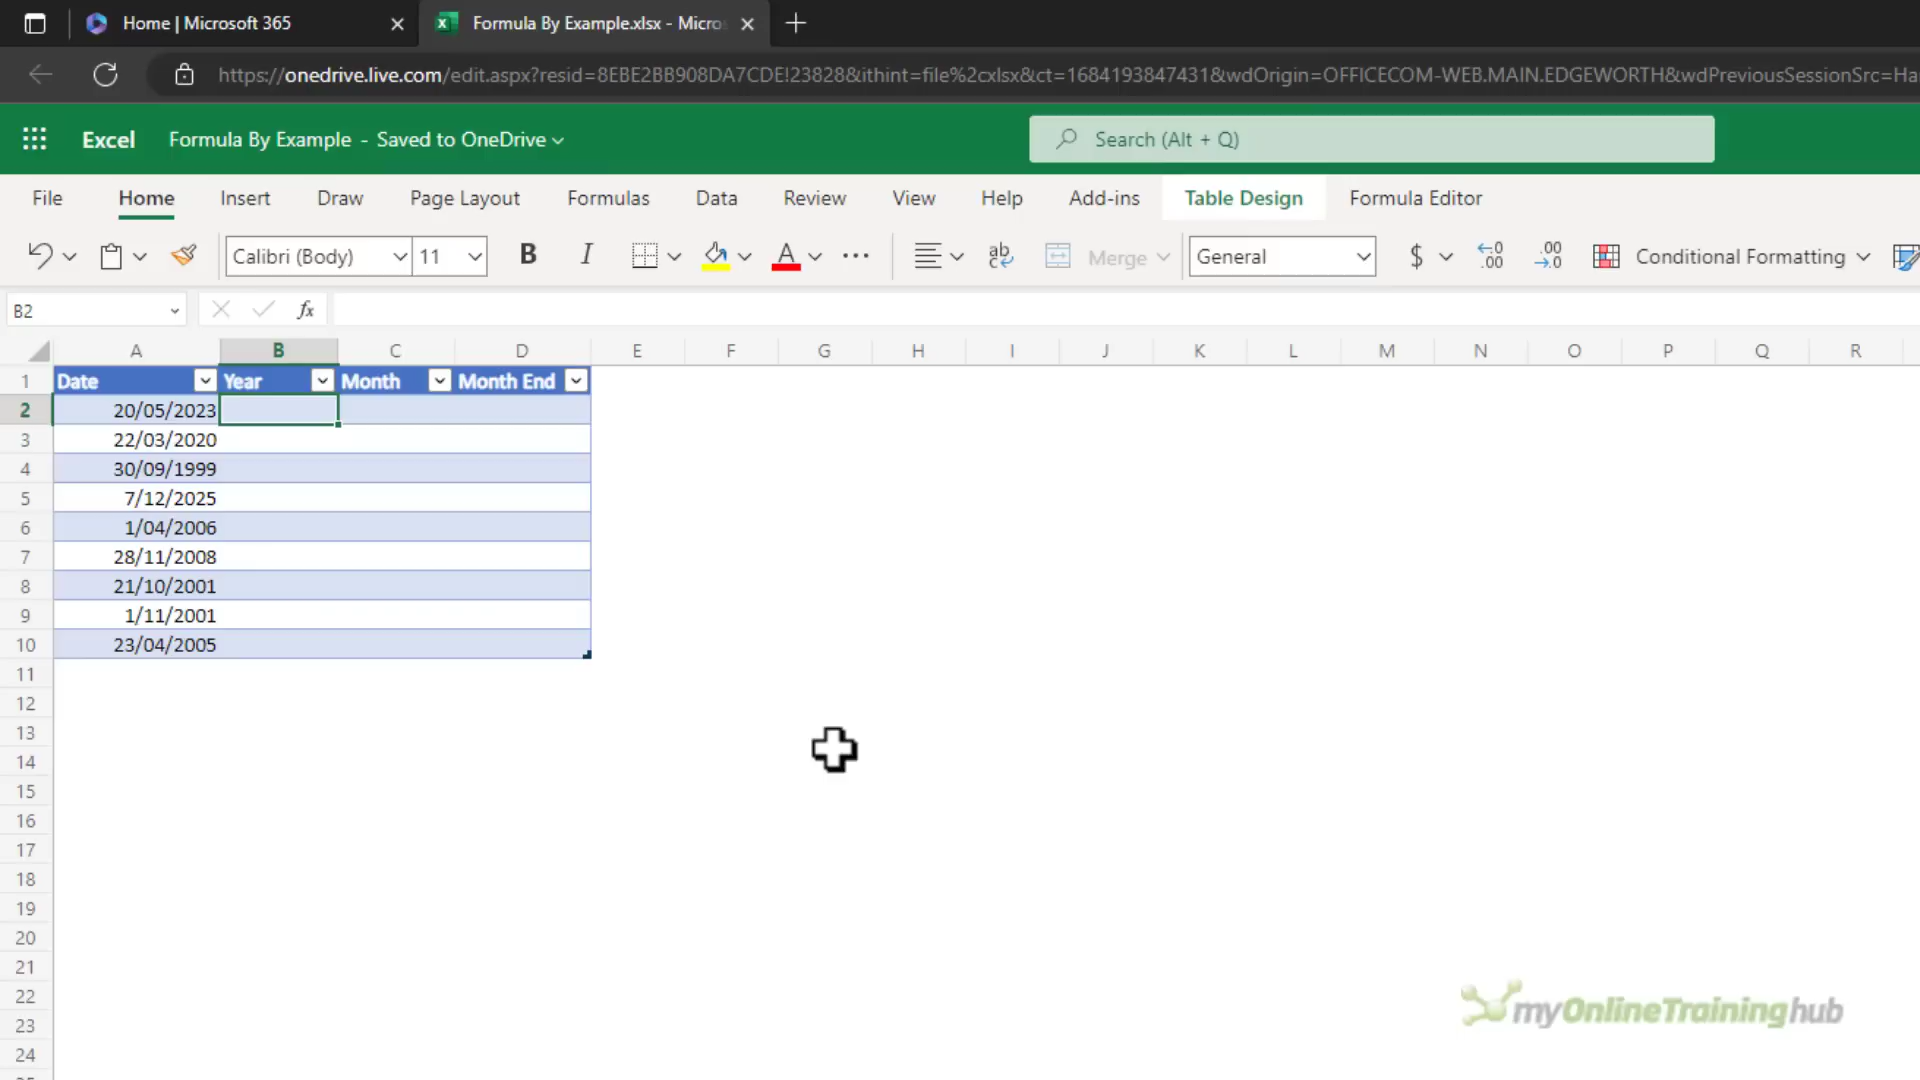 Home | Microsoft 365
Formula By Example.xlsx - Micro
https://onedrive.live.com/edit.aspx?resid=8EBE2BB908DA7CDE!23828&ithint=file%2cxlsx&ct=1684193847431&wdOrigin=OFFICECOM-WEB.MAIN.EDGEWORTH&wdPreviousSessionSrc=Ha
Excel Formula By Example - Saved to OneDrive Search (Alt + Q)
File Home Insert Draw Page Layout Formulas Data Review View Help Add-ins Table Design Formula Editor
Calibri (Body) 11 B I A ... ab Merge General $ .00 .00 Conditional Formatting
B2 fx
A B C D E F G H I J K L M N O P Q R
1 Date Year Month Month End
2 20/05/2023
3 22/03/2020
4 30/09/1999
5 7/12/2025
6 1/04/2006
7 28/11/2008
8 21/10/2001
9 1/11/2001
10 23/04/2005
11
12
13
14
15
16
17
18
19
20
21
22
23
24
myOnlineTraininghub